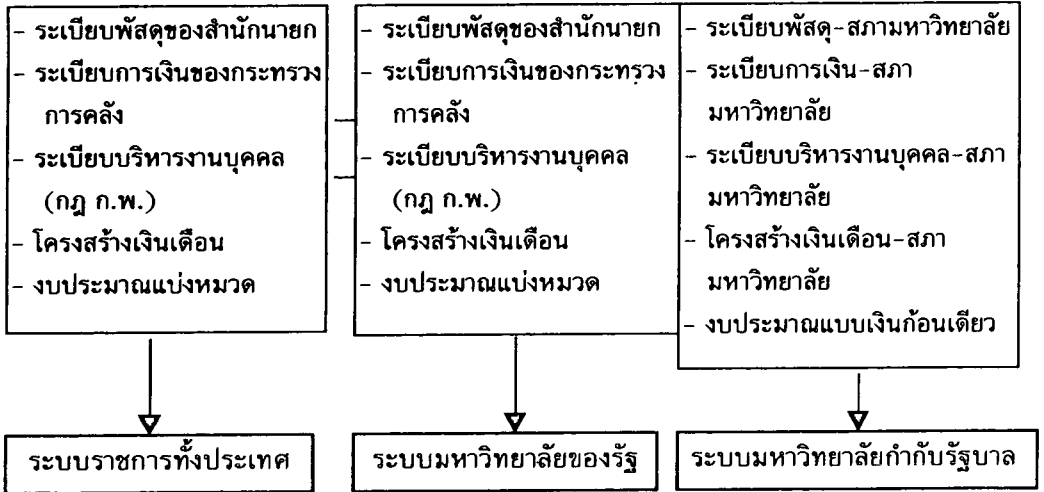 - ระเบียบพัสดุของสำนักนายก
- ระเบียบการเงินของกระทรวง
การคลัง
- ระเบียบบริหารงานบุคคล
(กฎ ก.พ.)
- โครงสร้างเงินเดือน
- งบประมาณแบ่งหมวด
ระบบราชการทั้งประเทศ
- ระเบียบพัสดุของสำนักนายก
- ระเบียบการเงินของกระทรวง
การคลัง
- ระเบียบบริหารงานบุคคล
(กฎ ก.พ.)
- โครงสร้างเงินเดือน
- งบประมาณแบ่งหมวด
ระบบมหาวิทยาลัยของรัฐ
- ระเบียบพัสดุ-สภามหาวิทยาลัย
- ระเบียบการเงิน-สภา
มหาวิทยาลัย
- ระเบียบบริหารงานบุคคล-สภา
มหาวิทยาลัย
- โครงสร้างเงินเดือน-สภา
มหาวิทยาลัย
- งบประมาณแบบเงินก้อนเดียว
ระบบมหาวิทยาลัยกำกับรัฐบาล